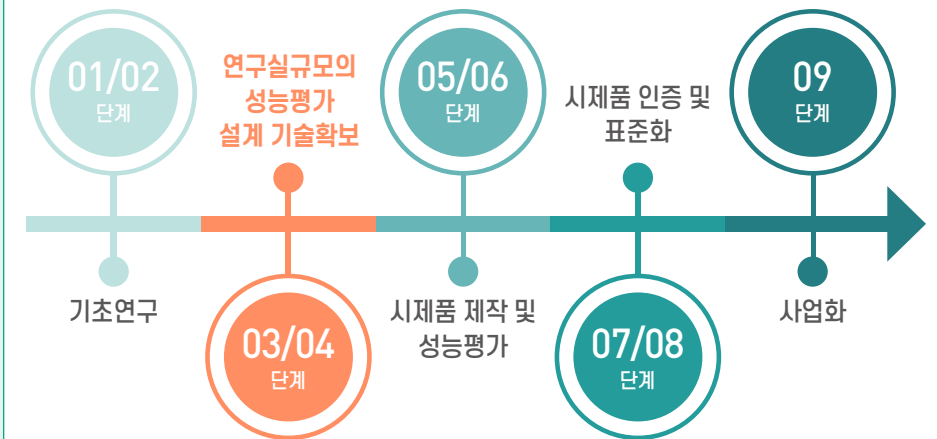 01/02
단계
기초연구
연구실규모의
성능평가
설계 기술확보
03/04
단계
05/06
단계
시제품 제작 및
성능평가
시제품 인증 및
표준화
07/08
단계
09
단계
사업화